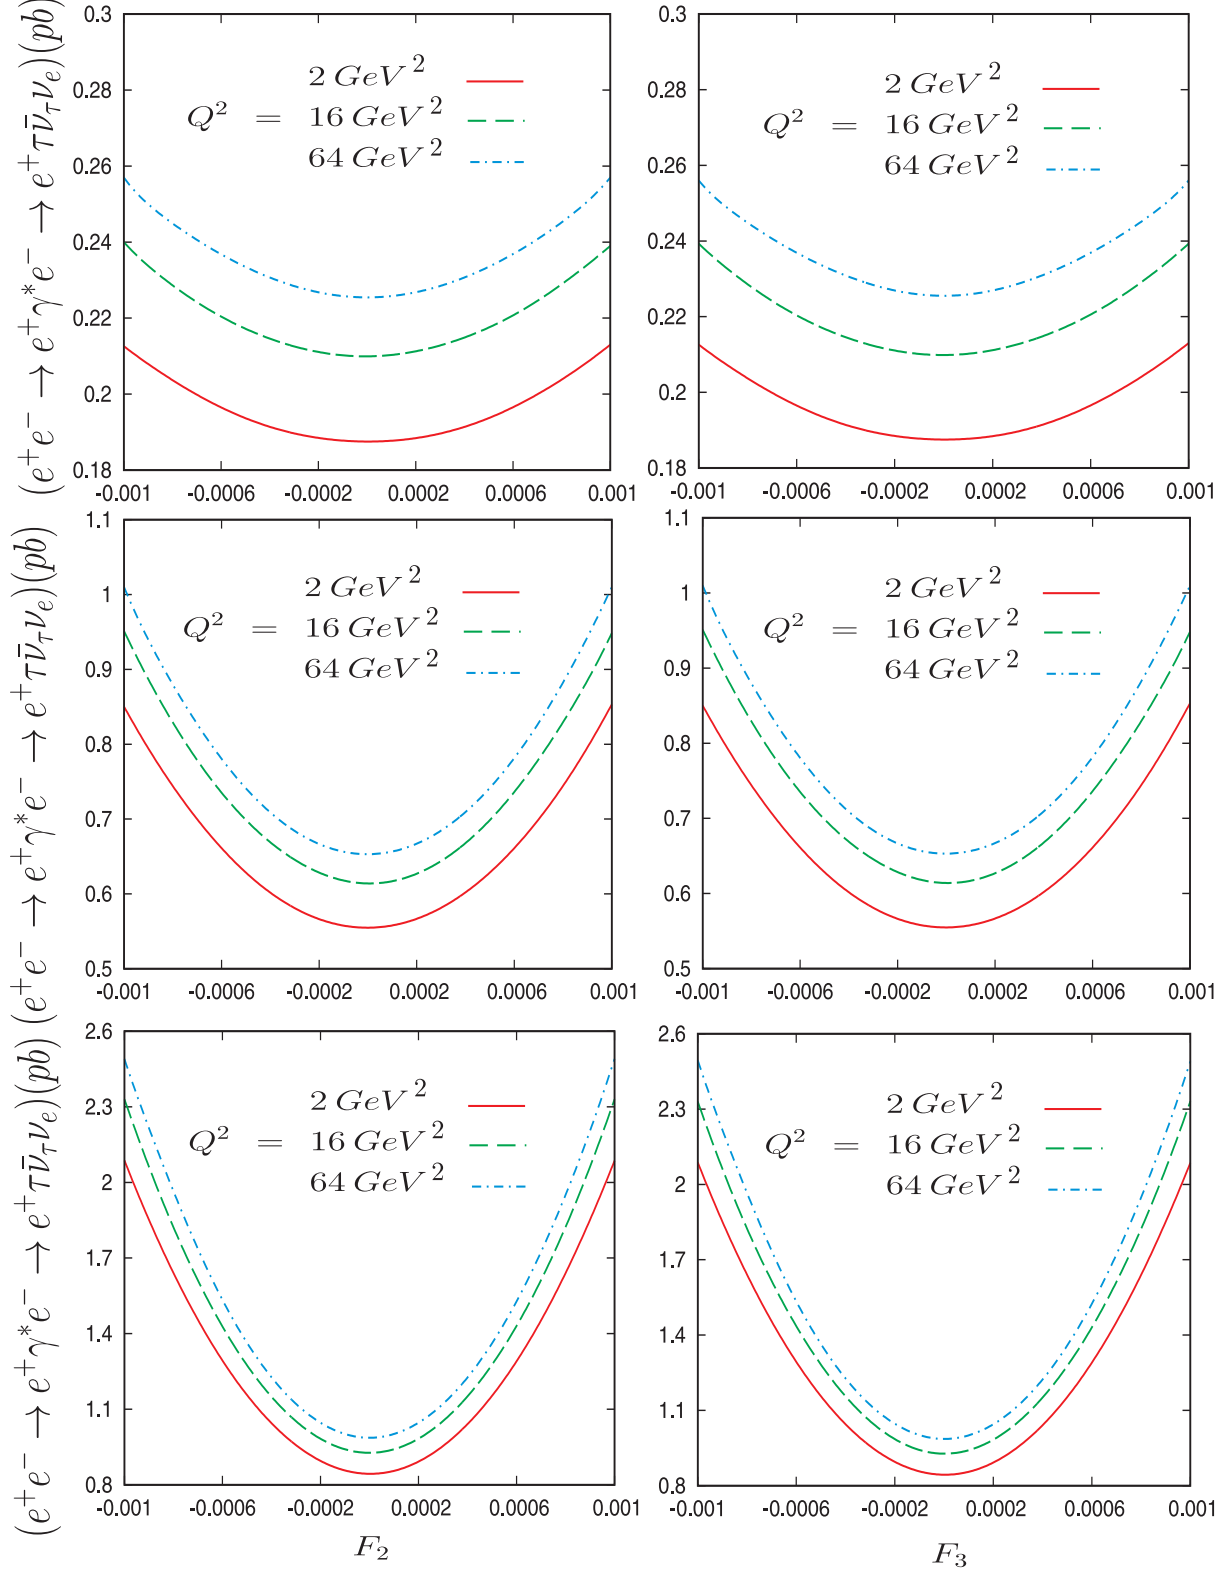 (e⁺e⁻ → e⁺γ*e⁻ → e⁺τν̄_τν_e)(pb)
0.3
0.28
0.26
0.24
0.22
0.2
0.18
2 GeV²
Q² = 16 GeV²
64 GeV²
-0.001 -0.0006 -0.0002 0.0002 0.0006 0.001
0.3
0.28
0.26
0.24
0.22
0.2
0.18
2 GeV²
Q² = 16 GeV²
64 GeV²
-0.001 -0.0006 -0.0002 0.0002 0.0006 0.001
(e⁺e⁻ → e⁺γ*e⁻ → e⁺τν̄_τν_e)(pb)
1.1
1
0.9
0.8
0.7
0.6
0.5
2 GeV²
Q² = 16 GeV²
64 GeV²
-0.001 -0.0006 -0.0002 0.0002 0.0006 0.001
1.1
1
0.9
0.8
0.7
0.6
0.5
2 GeV²
Q² = 16 GeV²
64 GeV²
-0.001 -0.0006 -0.0002 0.0002 0.0006 0.001
(e⁺e⁻ → e⁺γ*e⁻ → e⁺τν̄_τν_e)(pb)
2.6
2.3
2
1.7
1.4
1.1
0.8
2 GeV²
Q² = 16 GeV²
64 GeV²
-0.001 -0.0006 -0.0002 0.0002 0.0006 0.001
F₂
2.6
2.3
2
1.7
1.4
1.1
0.8
2 GeV²
Q² = 16 GeV²
64 GeV²
-0.001 -0.0006 -0.0002 0.0002 0.0006 0.001
F₃